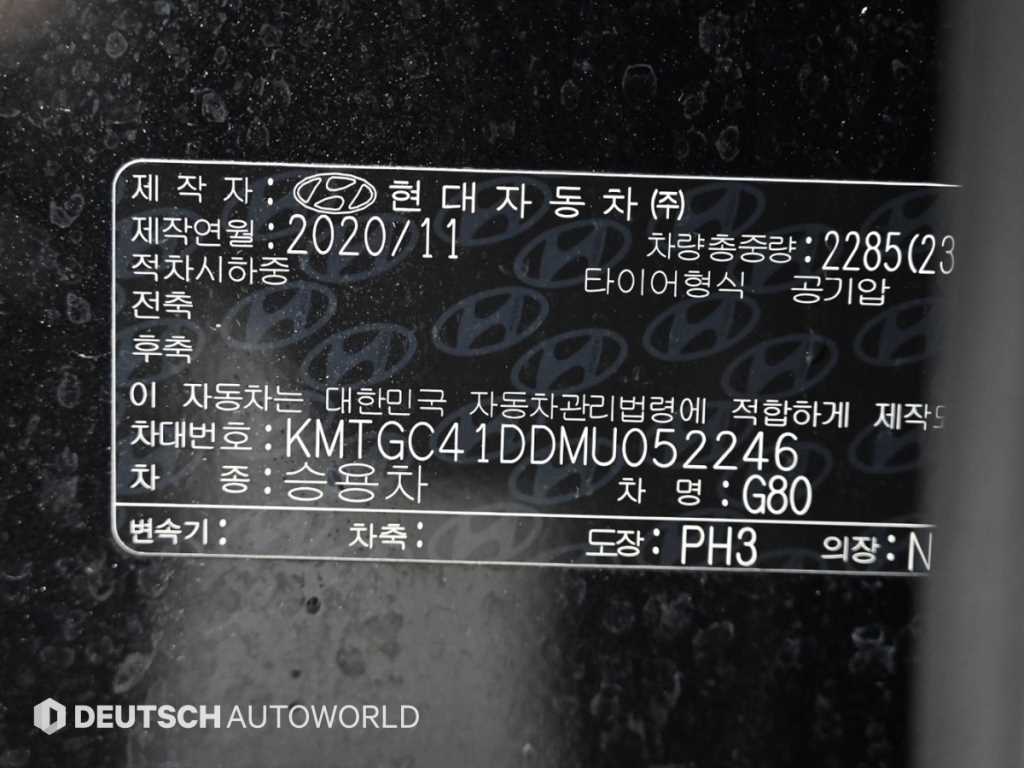 제작자: 현대자동차㈜
제작연월: 2020/11 차량총중량: 2285(23
적차시하중 타이어형식 공기압
전축
후축
이 자동차는 대한민국 자동차관리법령에 적합하게 제작
차대번호: KMTGC41DDMU052246
차 종: 승용차 차 명: G80
변속기: 차축: 도장: PH3 의장: N
DEUTSCH AUTOWORLD